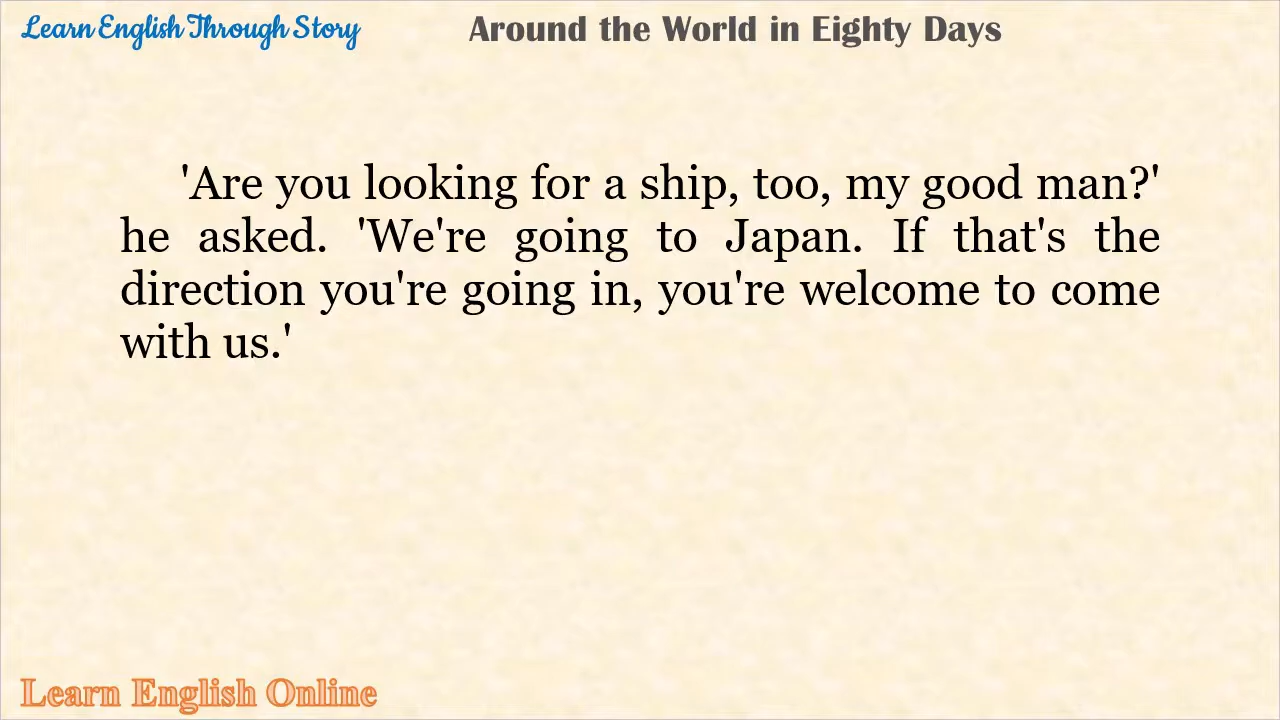 Learn English Through Story
Around the World in Eighty Days
'Are you looking for a ship, too, my good man?'
he asked. 'We're going to Japan. If that's the
direction you're going in, you're welcome to come
with us.'
Learn English Online